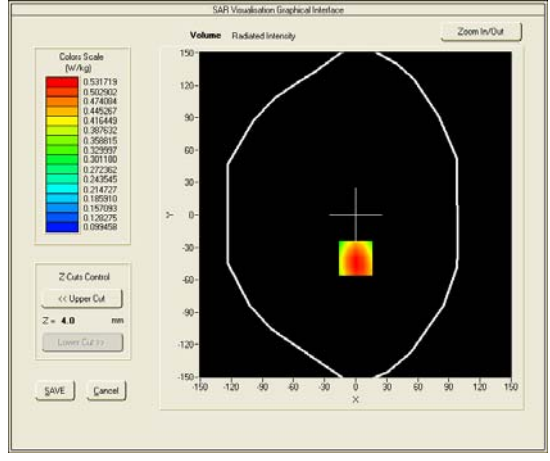 SAR Visualisation Graphical Interface
Volume Radiated Intensity
Zoom In/Out
Colors Scale
(W/kg)
0.531719
0.502902
0.474084
0.445267
0.416449
0.387632
0.358815
0.329997
0.301180
0.272362
0.243545
0.214727
0.185910
0.157093
0.128275
0.099458
Z Cuts Control
<< Upper Cut
Z = 4.0 mm
Lower Cut >>
SAVE Cancel
150-
120-
90-
60-
30-
0-
-30-
-60-
-90-
-120-
-150-
Y
-150 -120 -90 -60 -30 0 30 60 90 120 150
X